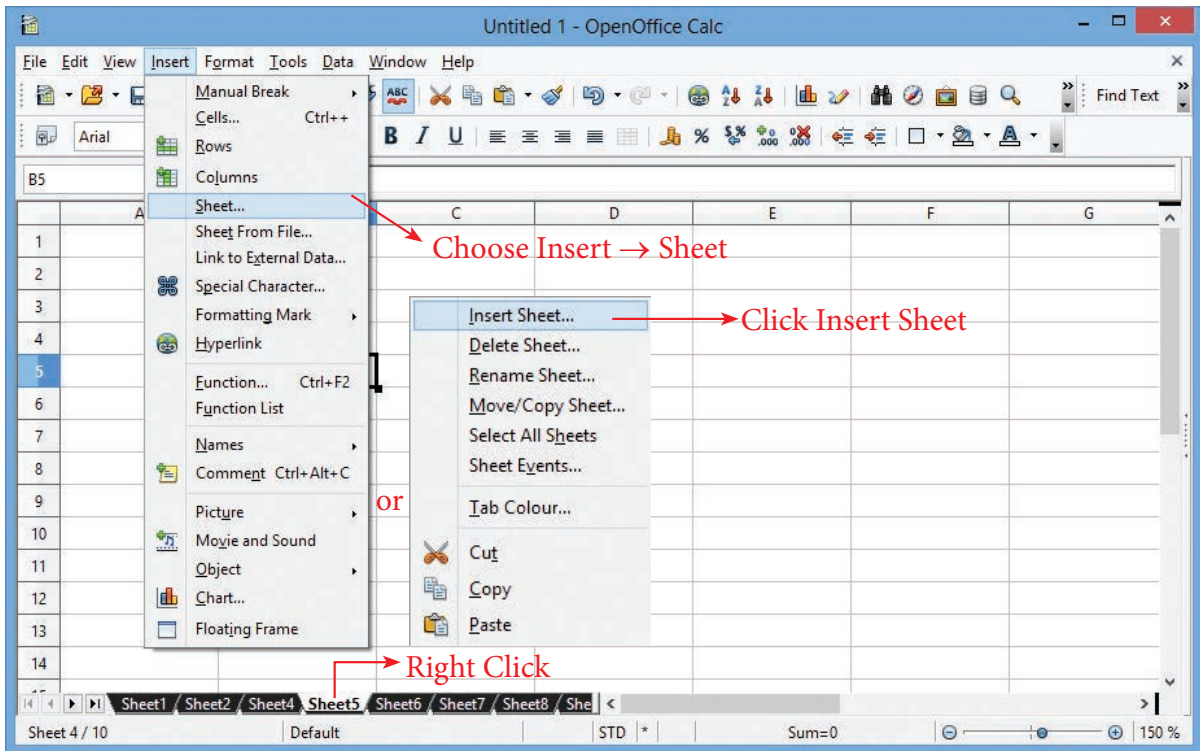 Untitled 1 - OpenOffice Calc
File Edit View Insert Format Tools Data Window Help
ABC
Find Text
Arial
B I U
B5
A C D E F G
1
2
3
4
5
6
7
8
9
10
11
12
13
14
Manual Break
Cells... Ctrl++
Rows
Columns
Sheet...
Sheet From File...
Link to External Data...
Special Character...
Formatting Mark
Hyperlink
Function... Ctrl+F2
Function List
Names
Comment Ctrl+Alt+C
Picture
Movie and Sound
Object
Chart...
Floating Frame
Choose Insert → Sheet
or
Insert Sheet...
Delete Sheet...
Rename Sheet...
Move/Copy Sheet...
Select All Sheets
Sheet Events...
Tab Colour...
Cut
Copy
Paste
Click Insert Sheet
Right Click
Sheet1 Sheet2 Sheet4 Sheet5 Sheet6 Sheet7 Sheet8 She
Sheet 4 / 10 Default STD * Sum=0 150 %